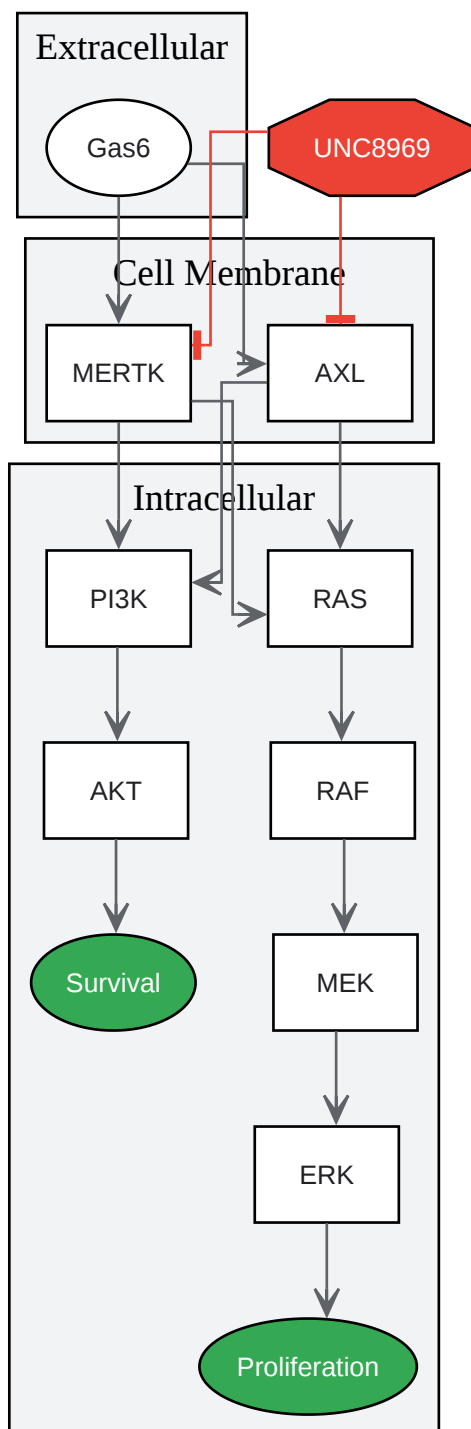 Extracellular
Gas6
UNC8969
Cell Membrane
MERTK
AXL
Intracellular
PI3K
RAS
AKT
RAF
Survival
MEK
ERK
Proliferation